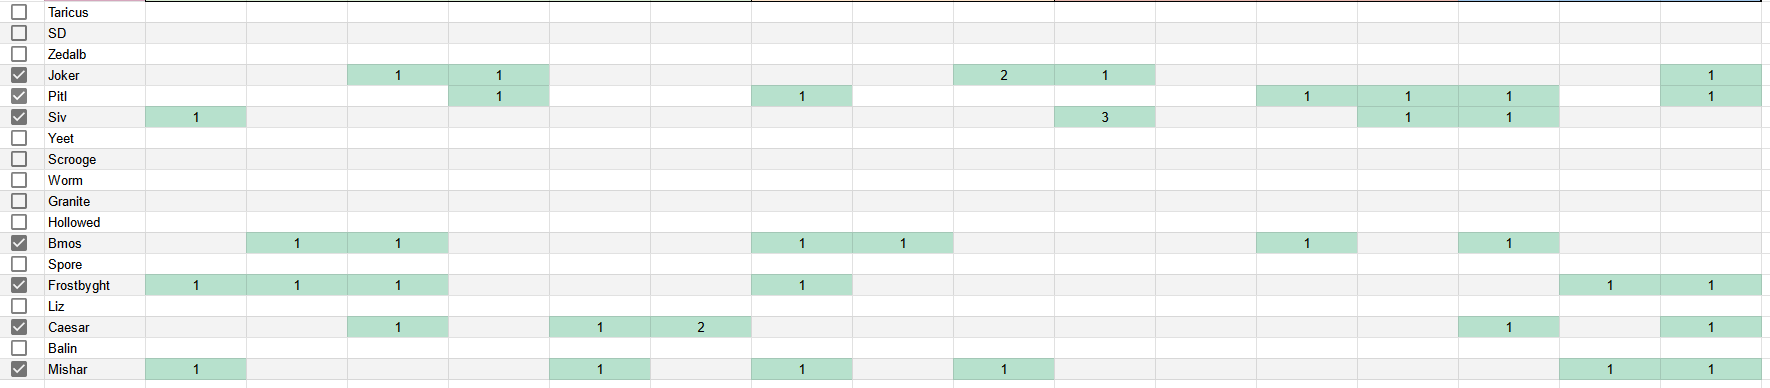 Taricus
SD
Zedalb
Joker 1 1 2 1 1
Pitl 1 1 1 1 1 1
Siv 1 3 1 1
Yeet
Scrooge
Worm
Granite
Hollowed
Bmos 1 1 1 1 1 1
Spore
Frostbyght 1 1 1 1 1 1
Liz
Caesar 1 1 2 1 1
Balin
Mishar 1 1 1 1 1 1